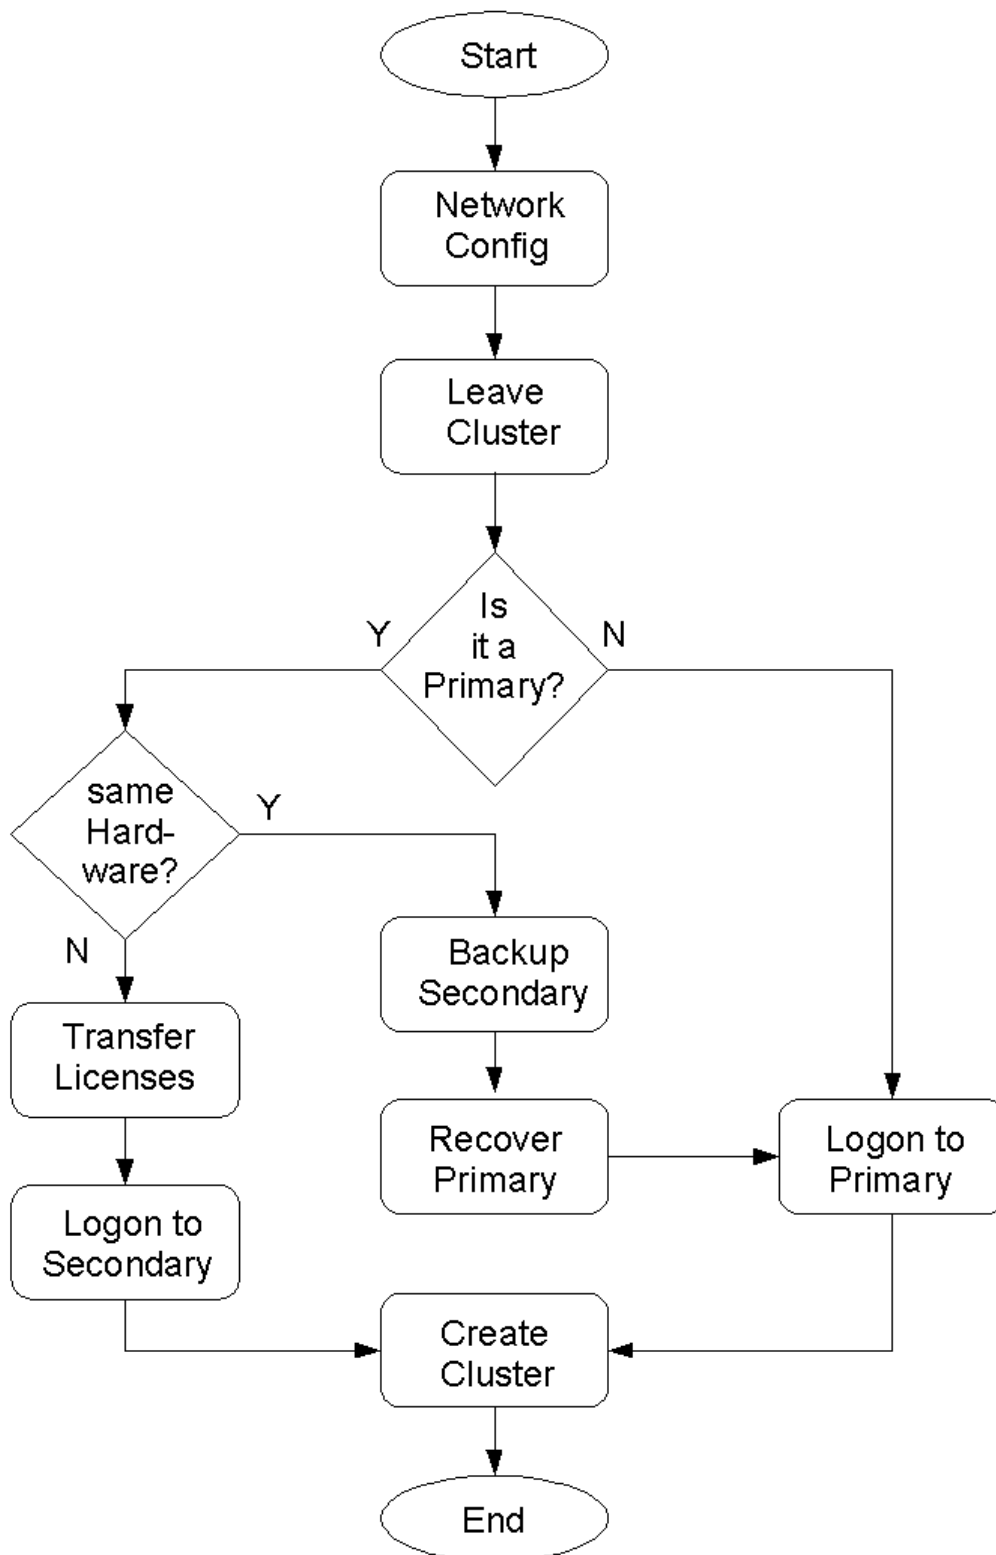 Start
Network
Config
Leave
Cluster
Is
it a
Primary?
Y
N
same
Hard-
ware?
Y
N
Backup
Secondary
Transfer
Licenses
Recover
Primary
Logon to
Primary
Logon to
Secondary
Create
Cluster
End